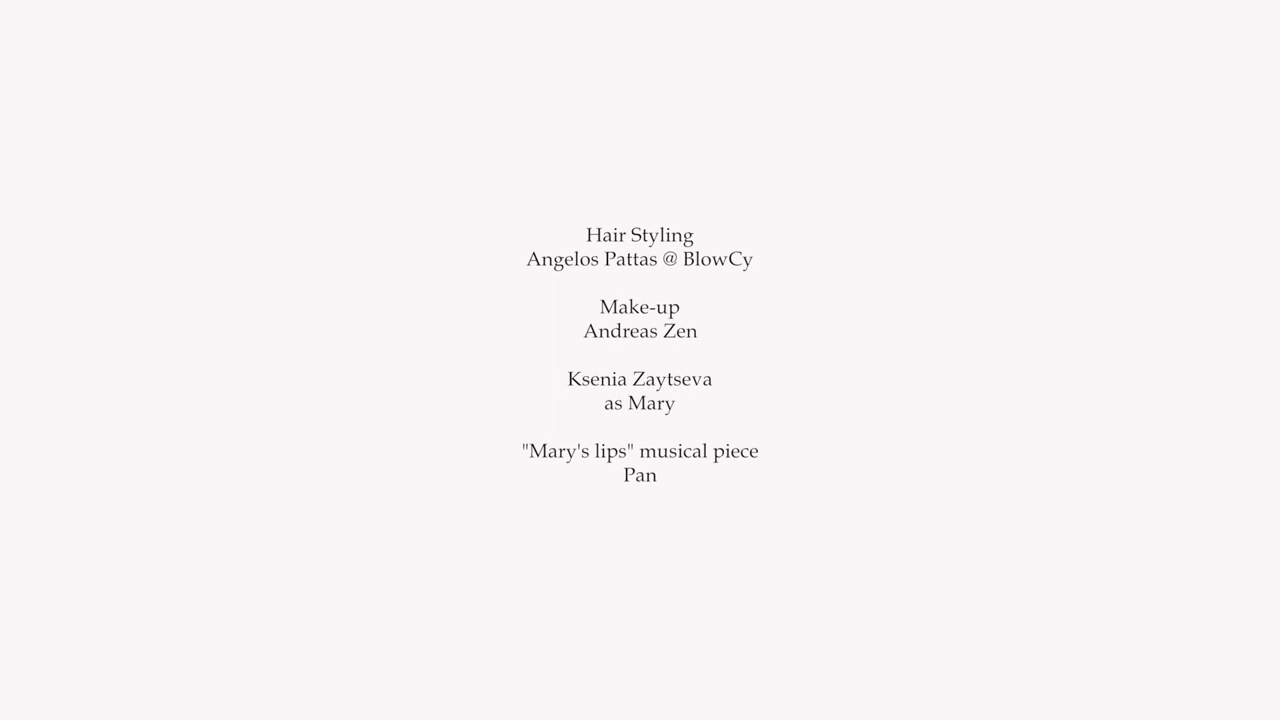 Hair Styling
Angelos Pattas @ BlowCy
Make-up
Andreas Zen
Ksenia Zaytseva
as Mary
"Mary's lips" musical piece
Pan